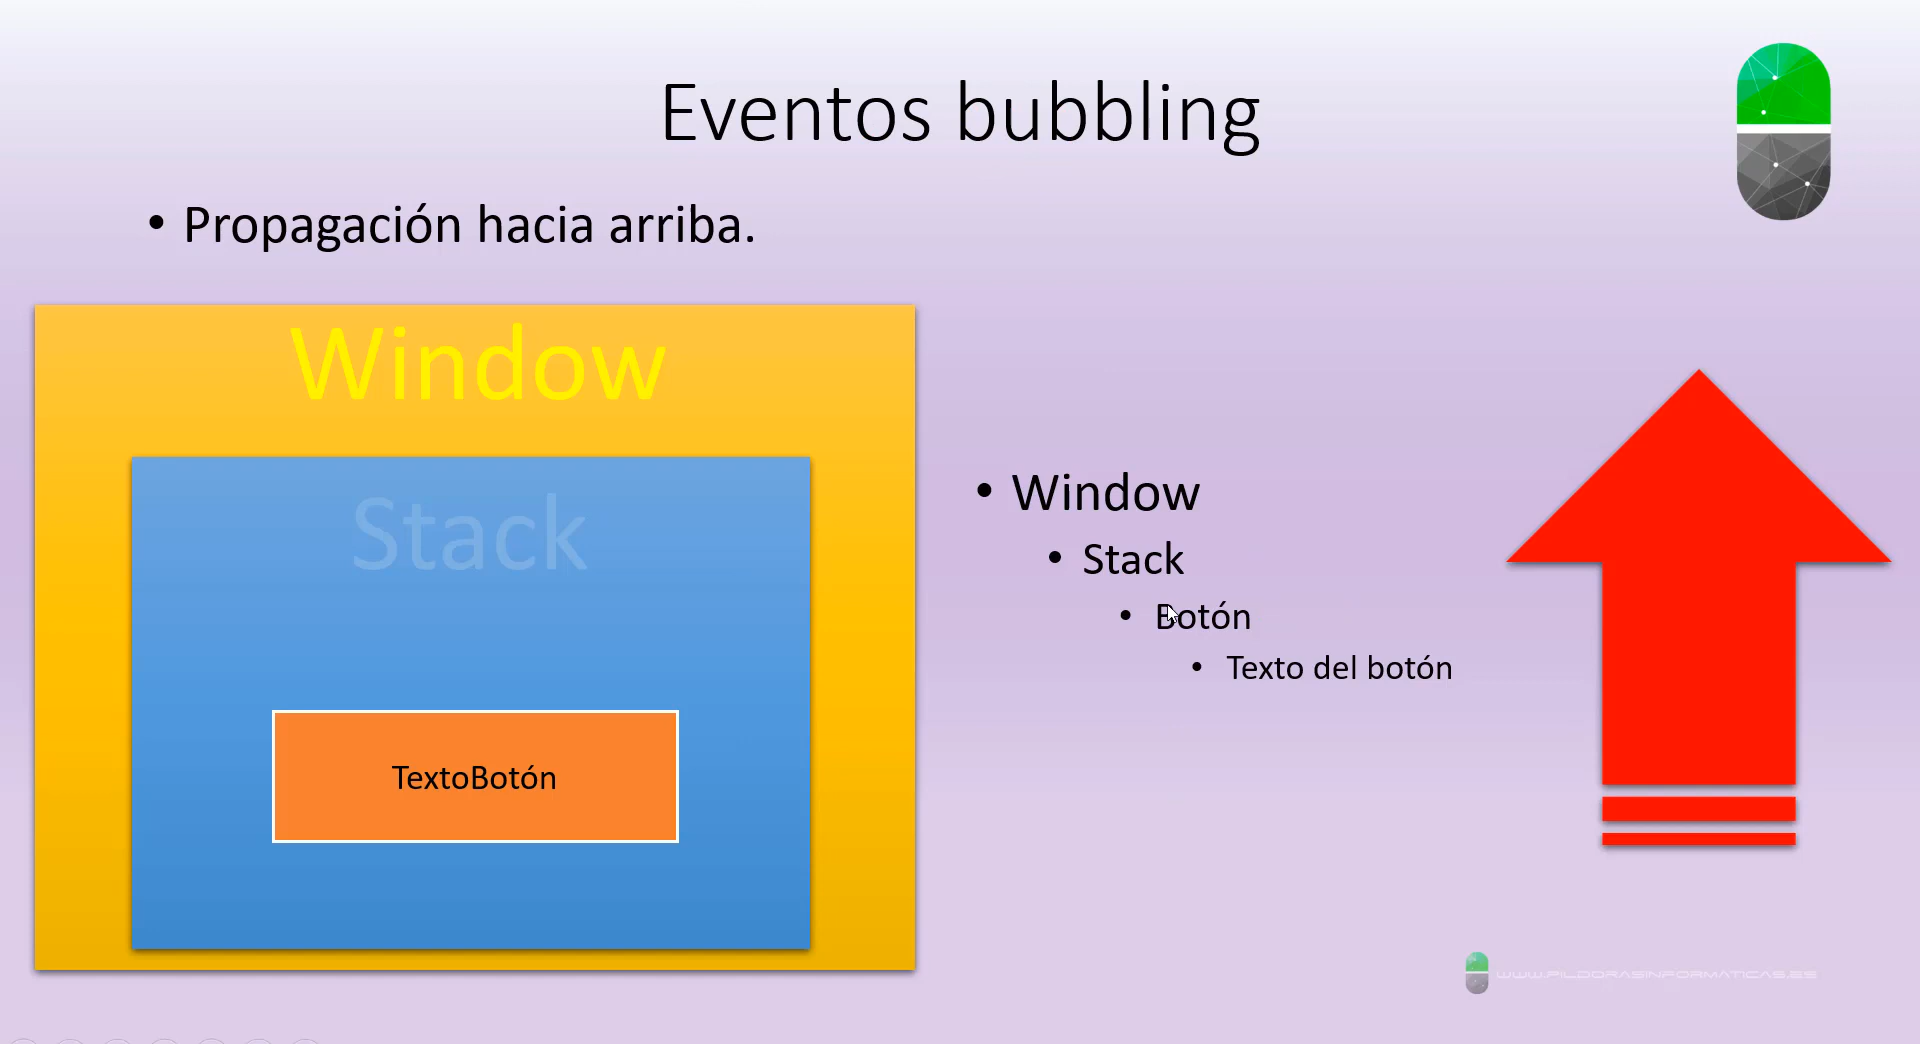 Eventos bubbling
• Propagación hacia arriba.
Window
Stack
TextoBotón
• Window
• Stack
• Botón
• Texto del botón
WWW.PILDORASINFORMATICAS.ES